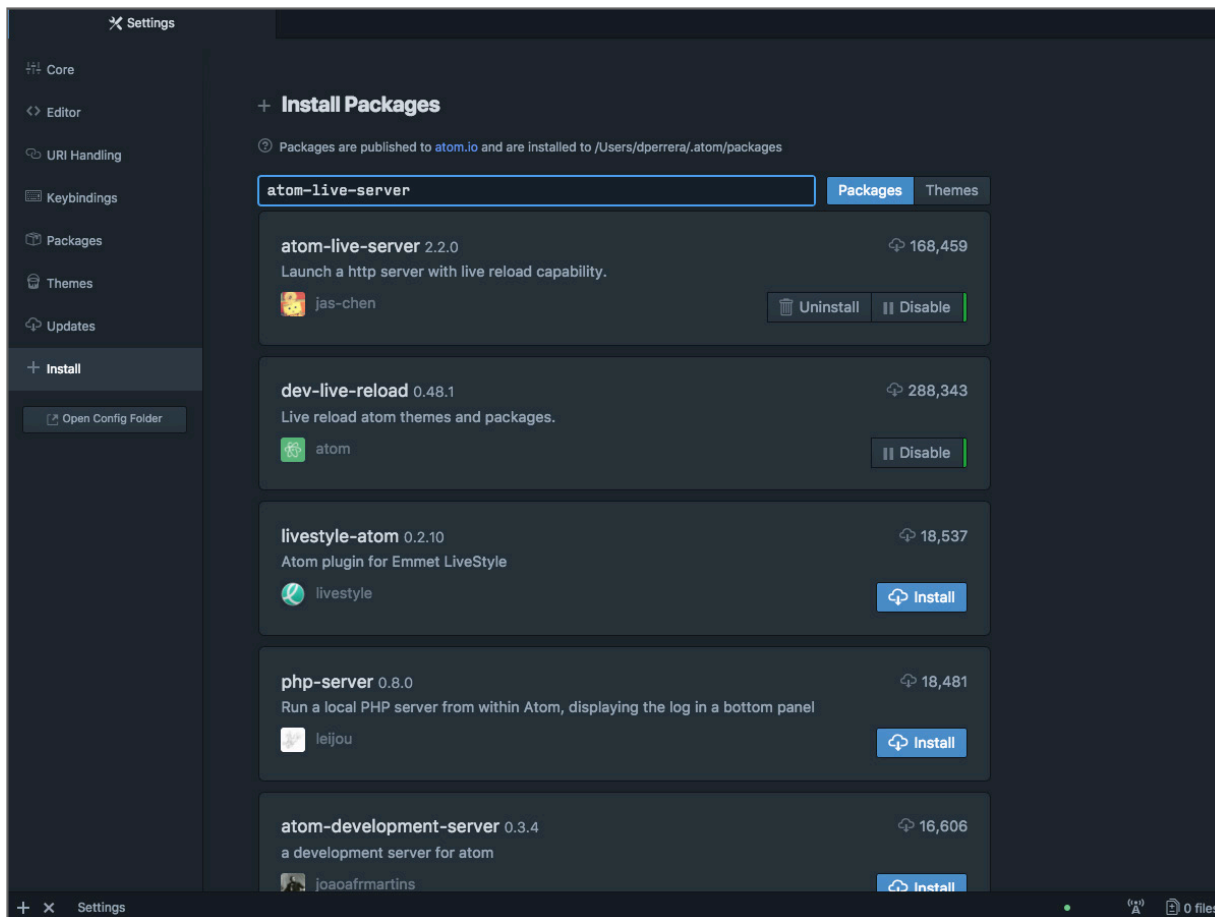 Settings
Core
Editor
URI Handling
Keybindings
Packages
Themes
Updates
Install
Open Config Folder
Install Packages
Packages are published to atom.io and are installed to /Users/dperrera/.atom/packages
atom-live-server
Packages Themes
atom-live-server 2.2.0 168,459
Launch a http server with live reload capability.
jas-chen Uninstall Disable
dev-live-reload 0.48.1 288,343
Live reload atom themes and packages.
atom Disable
livestyle-atom 0.2.10 18,537
Atom plugin for Emmet LiveStyle
livestyle Install
php-server 0.8.0 18,481
Run a local PHP server from within Atom, displaying the log in a bottom panel
leijou Install
atom-development-server 0.3.4 16,606
a development server for atom
joaoafrmartins Install
Settings 0 files